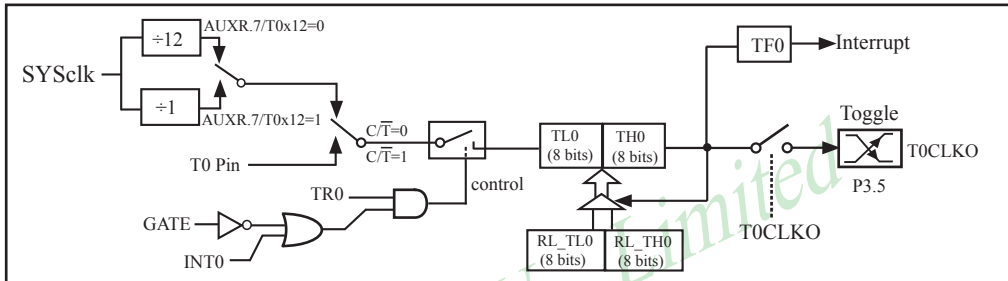 AUXR.7/T0x12=0
÷12
SYSclk
÷1
AUXR.7/T0x12=1
T0 Pin
C/T̅=0
C/T̅=1
control
TR0
GATE
INT0
TL0
(8 bits)
TH0
(8 bits)
RL_TL0
(8 bits)
RL_TH0
(8 bits)
TF0
Interrupt
Toggle
T0CLKO
P3.5
T0CLKO
Limited